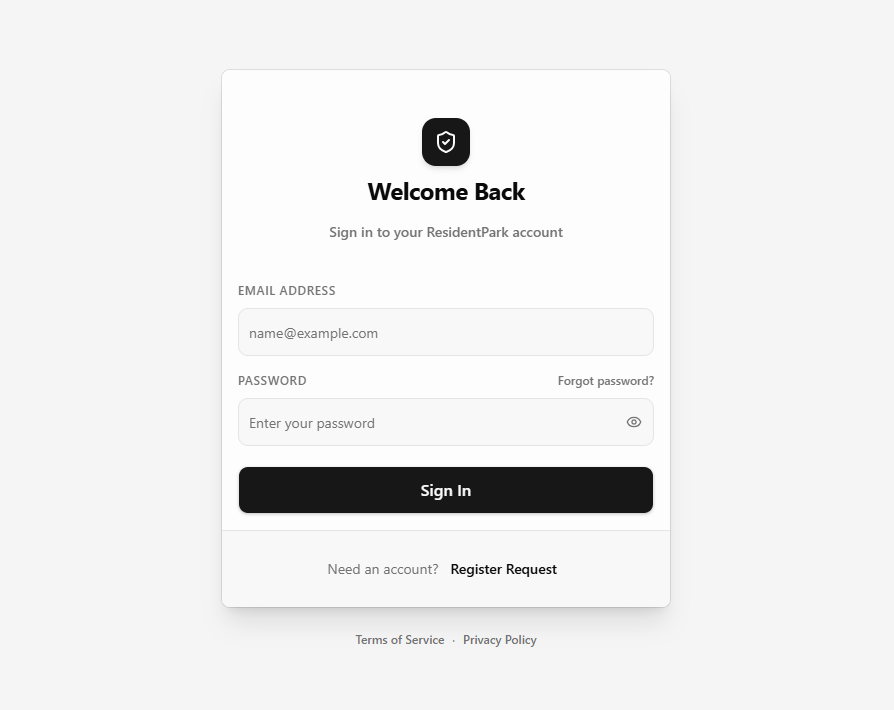 Welcome Back
Sign in to your ResidentPark account
EMAIL ADDRESS
name@example.com
PASSWORD Forgot password?
Enter your password
Sign In
Need an account? Register Request
Terms of Service · Privacy Policy